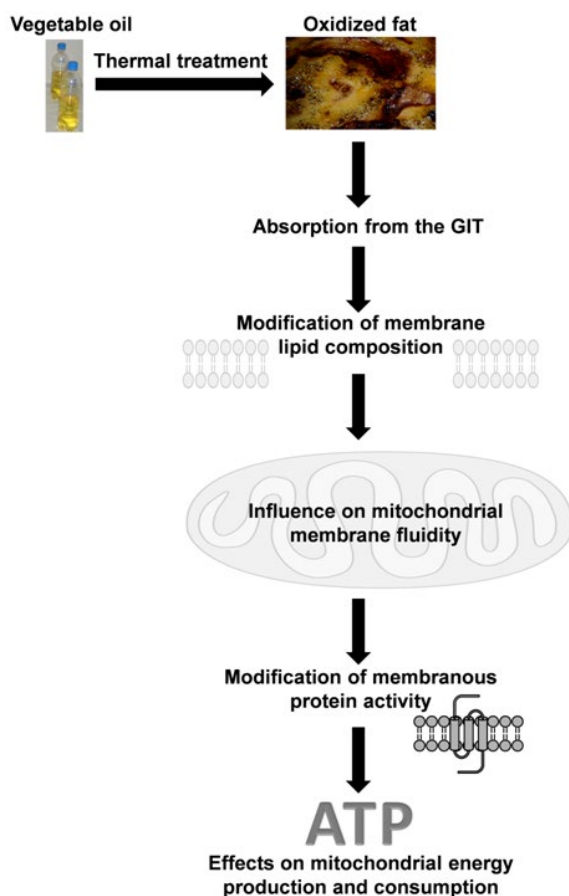 Vegetable oil
Oxidized fat
Thermal treatment
Absorption from the GIT
Modification of membrane
lipid composition
Influence on mitochondrial
membrane fluidity
Modification of membranous
protein activity
ATP
Effects on mitochondrial energy
production and consumption